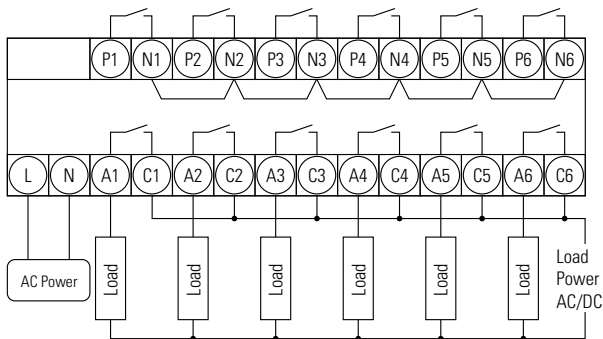 P1 N1 P2 N2 P3 N3 P4 N4 P5 N5 P6 N6
L N A1 C1 A2 C2 A3 C3 A4 C4 A5 C5 A6 C6
AC Power
Load
Load
Load
Load
Load
Load
Load
Power
AC/DC